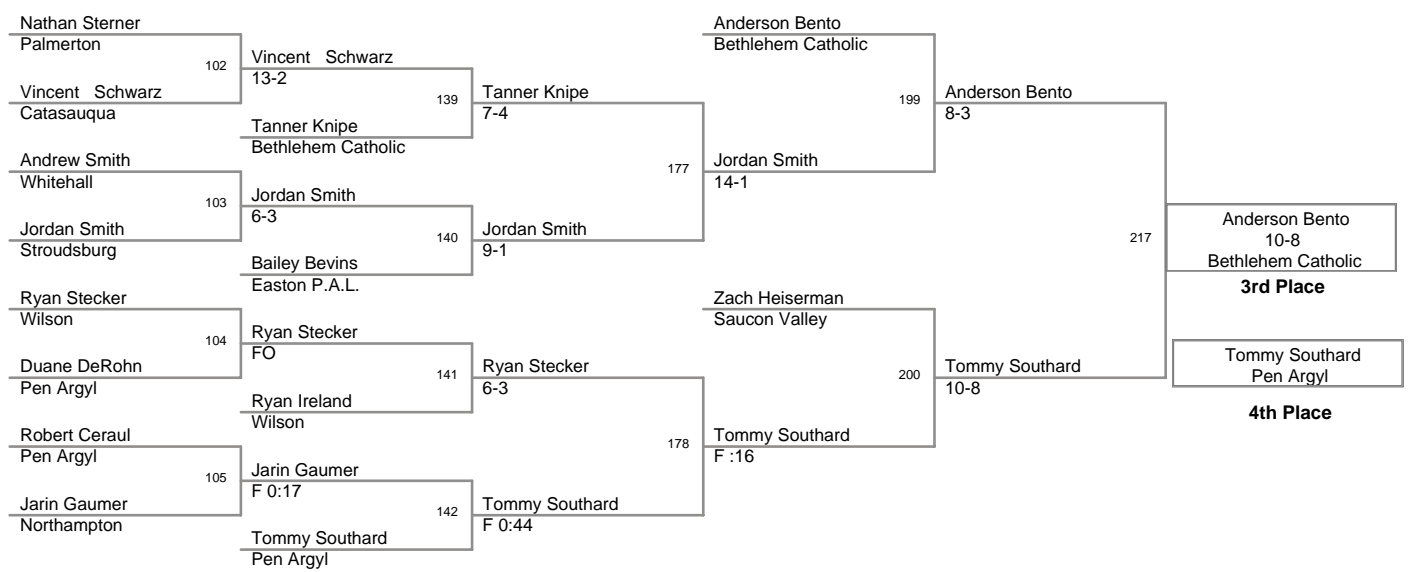 Nathan Sterner
Palmerton
102
Vincent Schwarz
Catasauqua
Andrew Smith
Whitehall
103
Jordan Smith
Stroudsburg
Ryan Stecker
Wilson
104
Duane DeRohn
Pen Argyl
Robert Ceraul
Pen Argyl
105
Jarin Gaumer
Northampton
Vincent Schwarz
13-2
139
Tanner Knipe
Bethlehem Catholic
Jordan Smith
6-3
140
Bailey Bevins
Easton P.A.L.
Ryan Stecker
FO
141
Ryan Ireland
Wilson
Jarin Gaumer
F 0:17
142
Tommy Southard
Pen Argyl
Tanner Knipe
7-4
177
Jordan Smith
9-1
Ryan Stecker
6-3
178
Tommy Southard
F 0:44
Anderson Bento
Bethlehem Catholic
199
Jordan Smith
14-1
Zach Heiserman
Saucon Valley
200
Tommy Southard
F :16
Anderson Bento
8-3
217
Tommy Southard
10-8
Anderson Bento
10-8
Bethlehem Catholic
3rd Place
Tommy Southard
Pen Argyl
4th Place